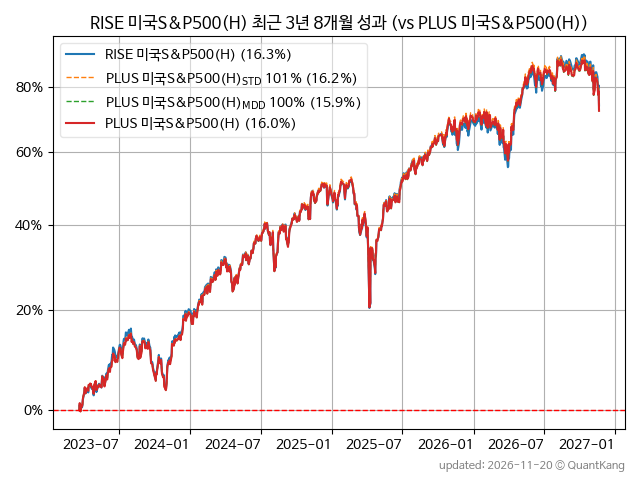 RISE 미국S&P500(H) 최근 3년 8개월 성과 (vs PLUS 미국S&P500(H))
RISE 미국S&P500(H) (16.3%)
PLUS 미국S&P500(H)STD 101% (16.2%)
PLUS 미국S&P500(H)MDD 100% (15.9%)
PLUS 미국S&P500(H) (16.0%)
80%
60%
40%
20%
0%
2023-07 2024-01 2024-07 2025-01 2025-07 2026-01 2026-07 2027-01
updated: 2026-11-20 © QuantKang